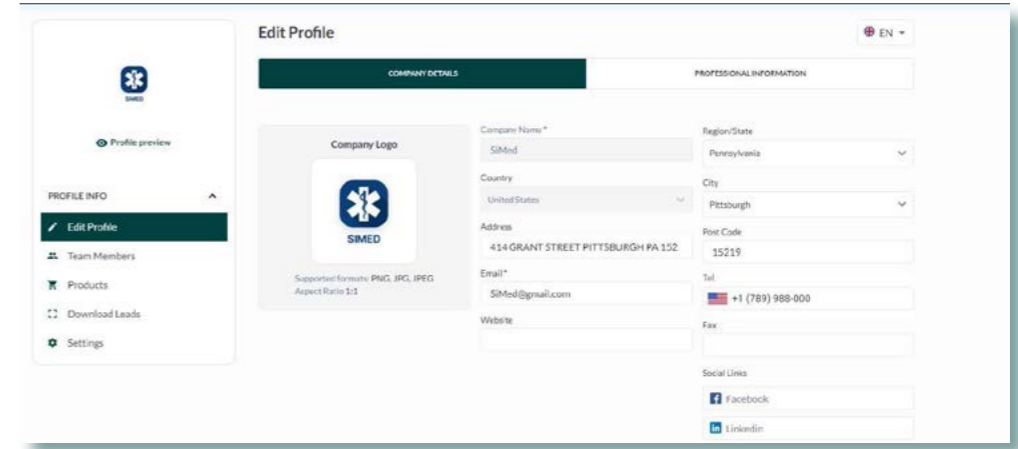 SIMED
Profile preview
PROFILE INFO
Edit Profile
Team Members
Products
Download Leads
Settings
Edit Profile
EN
COMPANY DETAILS
PROFESSIONAL INFORMATION
Company Logo
SIMED
Supported formats: PNG, JPG, JPEG
Aspect Ratio 1:1
Company Name *
SiMed
Country
United States
Address
414 GRANT STREET PITTSBURGH PA 152
Email*
SiMed@gmail.com
Website
Region/State
Pennsylvania
City
Pittsburgh
Post Code
15219
Tel
+1 (789) 988-000
Fax
Social Links
Facebook
Linkedin